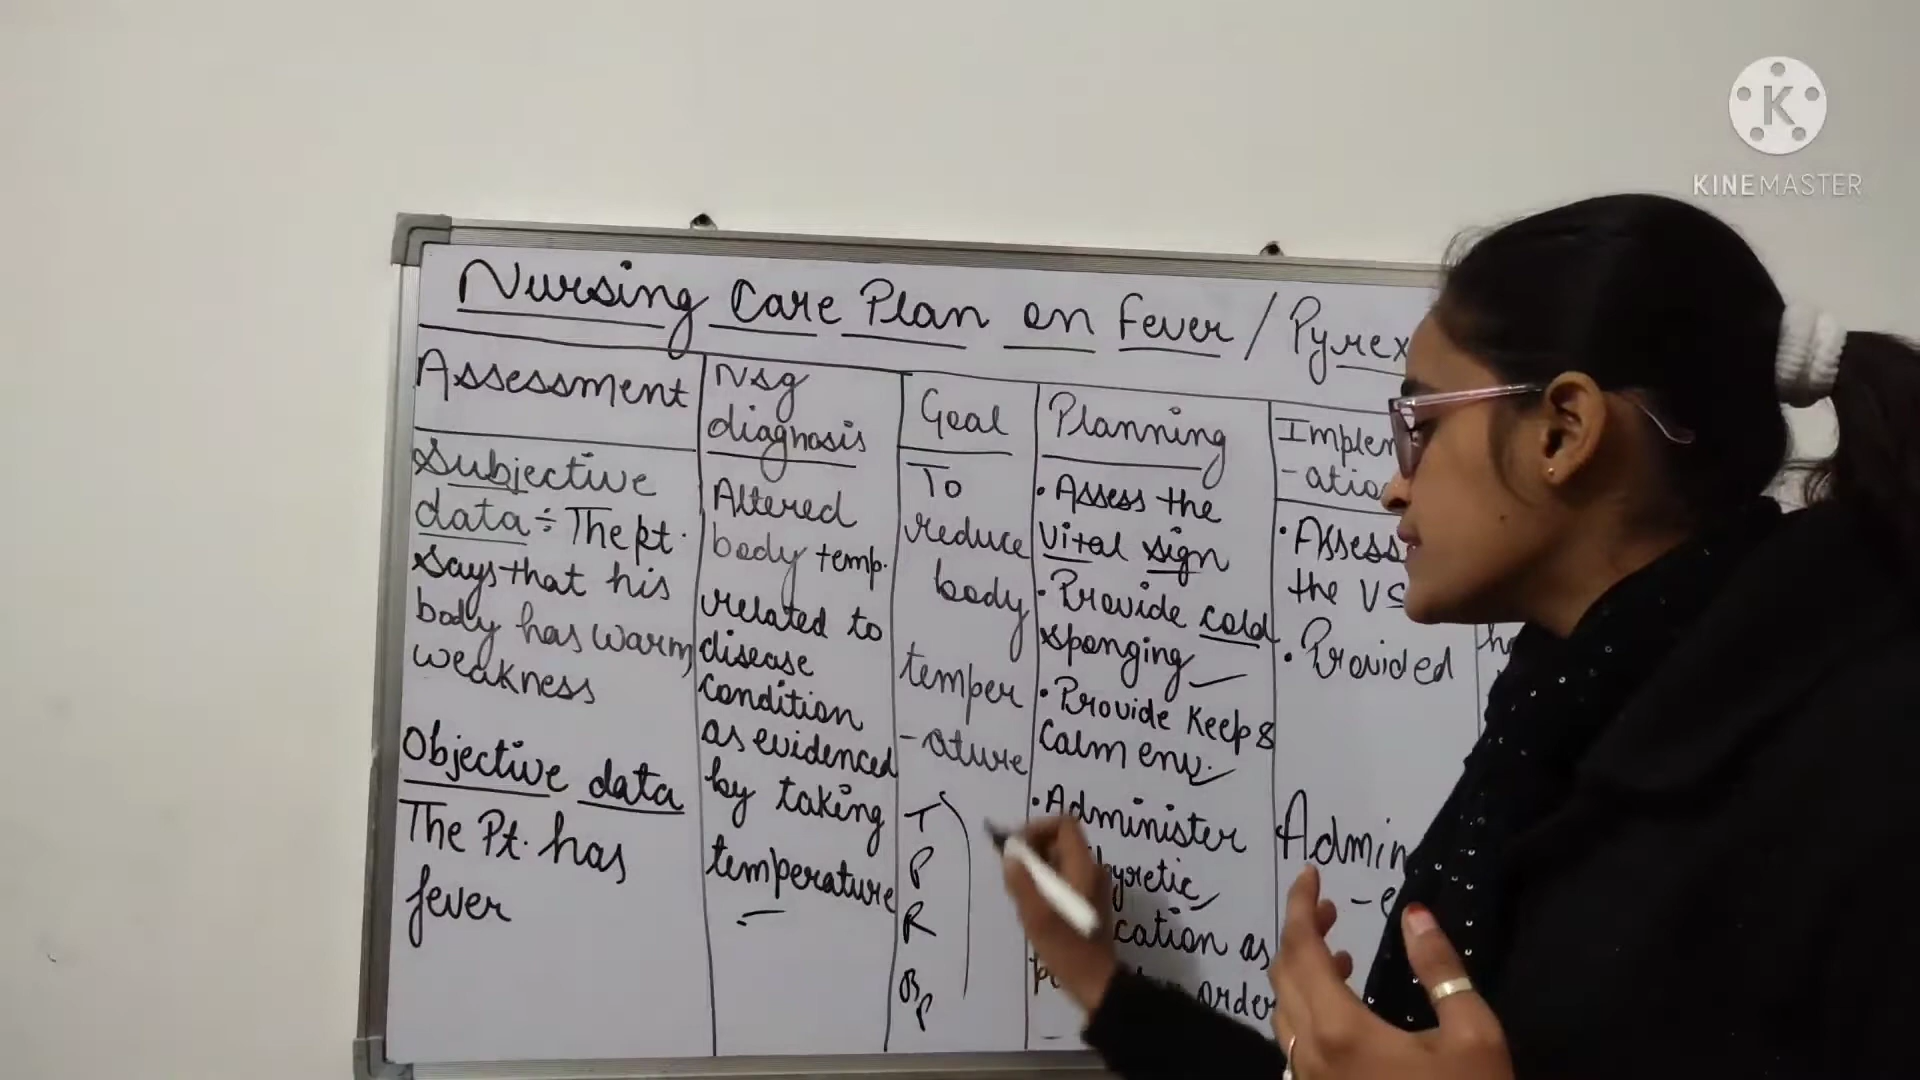 K
KINEMASTER
Nursing Care Plan on Fever / Pyrex
Assessment
Subjective
data ÷ The pt.
says that his
body has warm,
weakness
Objective data
The Pt. has
fever
Nsg
diagnosis
Altered
body temp.
related to
disease
condition
as evidenced
by taking
temperature
Goal
To
reduce
body
temper
-ature
T
P
R
BP
Planning
• Assess the
vital sign
• Provide cold
sponging
• Provide Keep &
Calm env.
• Administer
pyretic
cation as
order
Implem
-atio
• Assess
the VS
• Provided
Admin